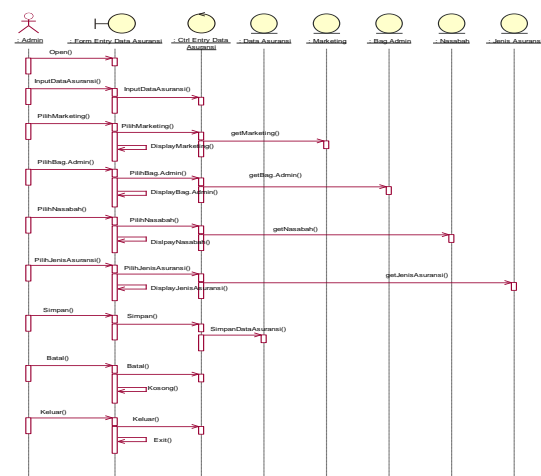 : Admin
: Form Entry Data Asuransi
: Ctrl Entry Data Asuransi
: Data Asuransi
: Marketing
: Bag.Admin
: Nasabah
: Jenis Asurans
Open()
InputDataAsuransi()
InputDataAsuransi()
PilihMarketing()
PilihMarketing()
getMarketing()
DisplayMarketing()
PilihBag.Admin()
PilihBag.Admin()
getBag.Admin()
DisplayBag.Admin()
PilihNasabah()
PilihNasabah()
getNasabah()
DislpayNasabah()
PilihJenisAsuransi()
PilihJenisAsuransi()
getJenisAsuransi()
DisplayJenisAsuransi()
Simpan()
Simpan()
SimpanDataAsuransi()
Batal()
Batal()
Kosong()
Keluar()
Keluar()
Exit()